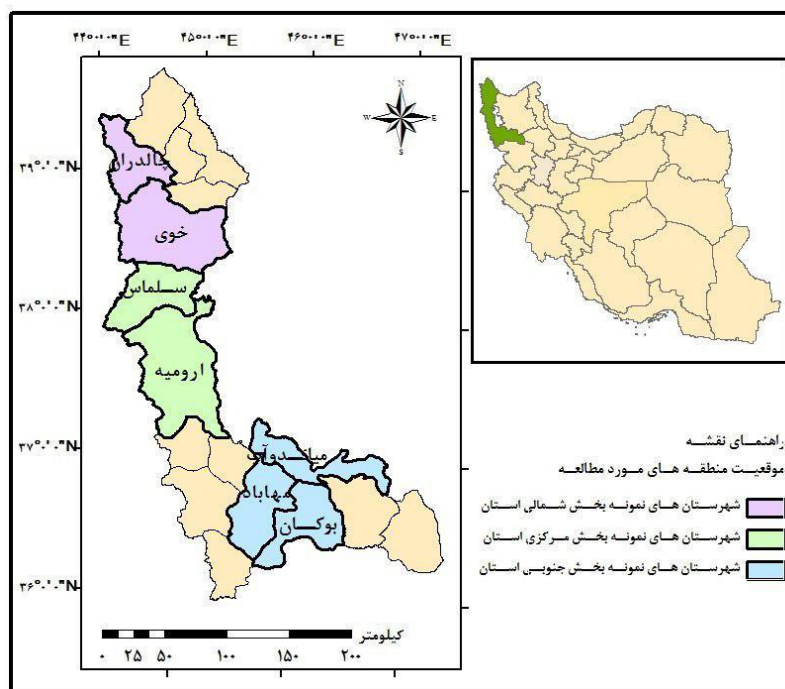 ۴۴°۰'۰"E ۴۵°۰'۰"E ۴۶°۰'۰"E ۴۷°۰'۰"E
N
W E
S
۳۹°۰'۰"N
چالدران
خوی
سلماس
۳۸°۰'۰"N
ارومیه
۳۷°۰'۰"N
میاندوآب
مهاباد
بوکان
۳۶°۰'۰"N
کیلومتر
۰ ۲۵ ۵۰ ۱۰۰ ۱۵۰ ۲۰۰
راهنمای نقشه
موقعیت منطقه های مورد مطالعه
شهرستان های نمونه بخش شمالی استان
شهرستان های نمونه بخش مرکزی استان
شهرستان های نمونه بخش جنوبی استان